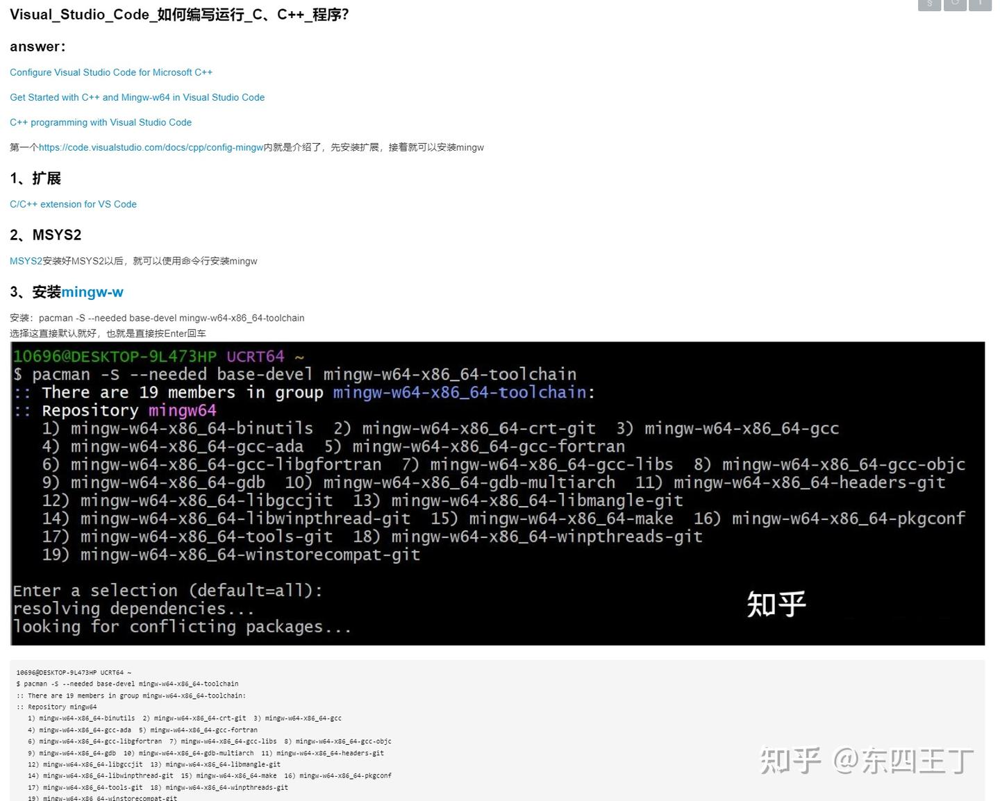 Visual_Studio_Code_如何编写运行_C、C++_程序?
answer:
Configure Visual Studio Code for Microsoft C++
Get Started with C++ and Mingw-w64 in Visual Studio Code
C++ programming with Visual Studio Code
第一个https://code.visualstudio.com/docs/cpp/config-mingw内就是介绍了，先安装扩展，接着就可以安装mingw
1、扩展
C/C++ extension for VS Code
2、MSYS2
MSYS2安装好MSYS2以后，就可以使用命令行安装mingw
3、安装mingw-w
安装：pacman -S --needed base-devel mingw-w64-x86_64-toolchain
选择这直接默认就好，也就是直接按Enter回车
10696@DESKTOP-9L473HP UCRT64 ~
$ pacman -S --needed base-devel mingw-w64-x86_64-toolchain
:: There are 19 members in group mingw-w64-x86_64-toolchain:
:: Repository mingw64
1) mingw-w64-x86_64-binutils 2) mingw-w64-x86_64-crt-git 3) mingw-w64-x86_64-gcc
4) mingw-w64-x86_64-gcc-ada 5) mingw-w64-x86_64-gcc-fortran
6) mingw-w64-x86_64-gcc-libgfortran 7) mingw-w64-x86_64-gcc-libs 8) mingw-w64-x86_64-gcc-objc
9) mingw-w64-x86_64-gdb 10) mingw-w64-x86_64-gdb-multiarch 11) mingw-w64-x86_64-headers-git
12) mingw-w64-x86_64-libgccjit 13) mingw-w64-x86_64-libmangle-git
14) mingw-w64-x86_64-libwinpthread-git 15) mingw-w64-x86_64-make 16) mingw-w64-x86_64-pkgconf
17) mingw-w64-x86_64-tools-git 18) mingw-w64-x86_64-winpthreads-git
19) mingw-w64-x86_64-winstorecompat-git
Enter a selection (default=all):
resolving dependencies...
looking for conflicting packages...
知乎
10696@DESKTOP-9L473HP UCRT64 ~
$ pacman -S --needed base-devel mingw-w64-x86_64-toolchain
:: There are 19 members in group mingw-w64-x86_64-toolchain:
:: Repository mingw64
1) mingw-w64-x86_64-binutils 2) mingw-w64-x86_64-crt-git 3) mingw-w64-x86_64-gcc
4) mingw-w64-x86_64-gcc-ada 5) mingw-w64-x86_64-gcc-fortran
6) mingw-w64-x86_64-gcc-libgfortran 7) mingw-w64-x86_64-gcc-libs 8) mingw-w64-x86_64-gcc-objc
9) mingw-w64-x86_64-gdb 10) mingw-w64-x86_64-gdb-multiarch 11) mingw-w64-x86_64-headers-git
12) mingw-w64-x86_64-libgccjit 13) mingw-w64-x86_64-libmangle-git
14) mingw-w64-x86_64-libwinpthread-git 15) mingw-w64-x86_64-make 16) mingw-w64-x86_64-pkgconf
17) mingw-w64-x86_64-tools-git 18) mingw-w64-x86_64-winpthreads-git
19) mingw-w64-x86_64-winstorecompat-git
知乎 @东四王丁